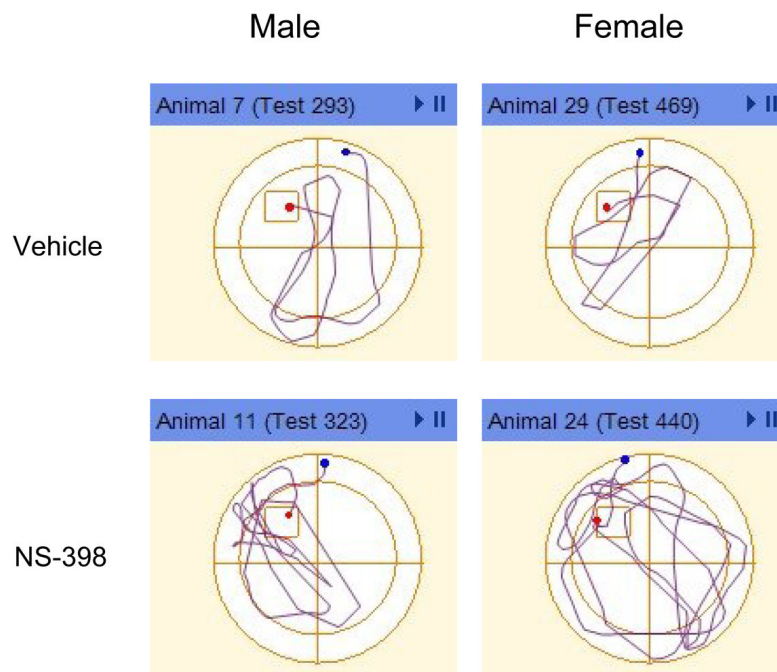 Male Female
Animal 7 (Test 293) Animal 29 (Test 469)
Vehicle
Animal 11 (Test 323) Animal 24 (Test 440)
NS-398